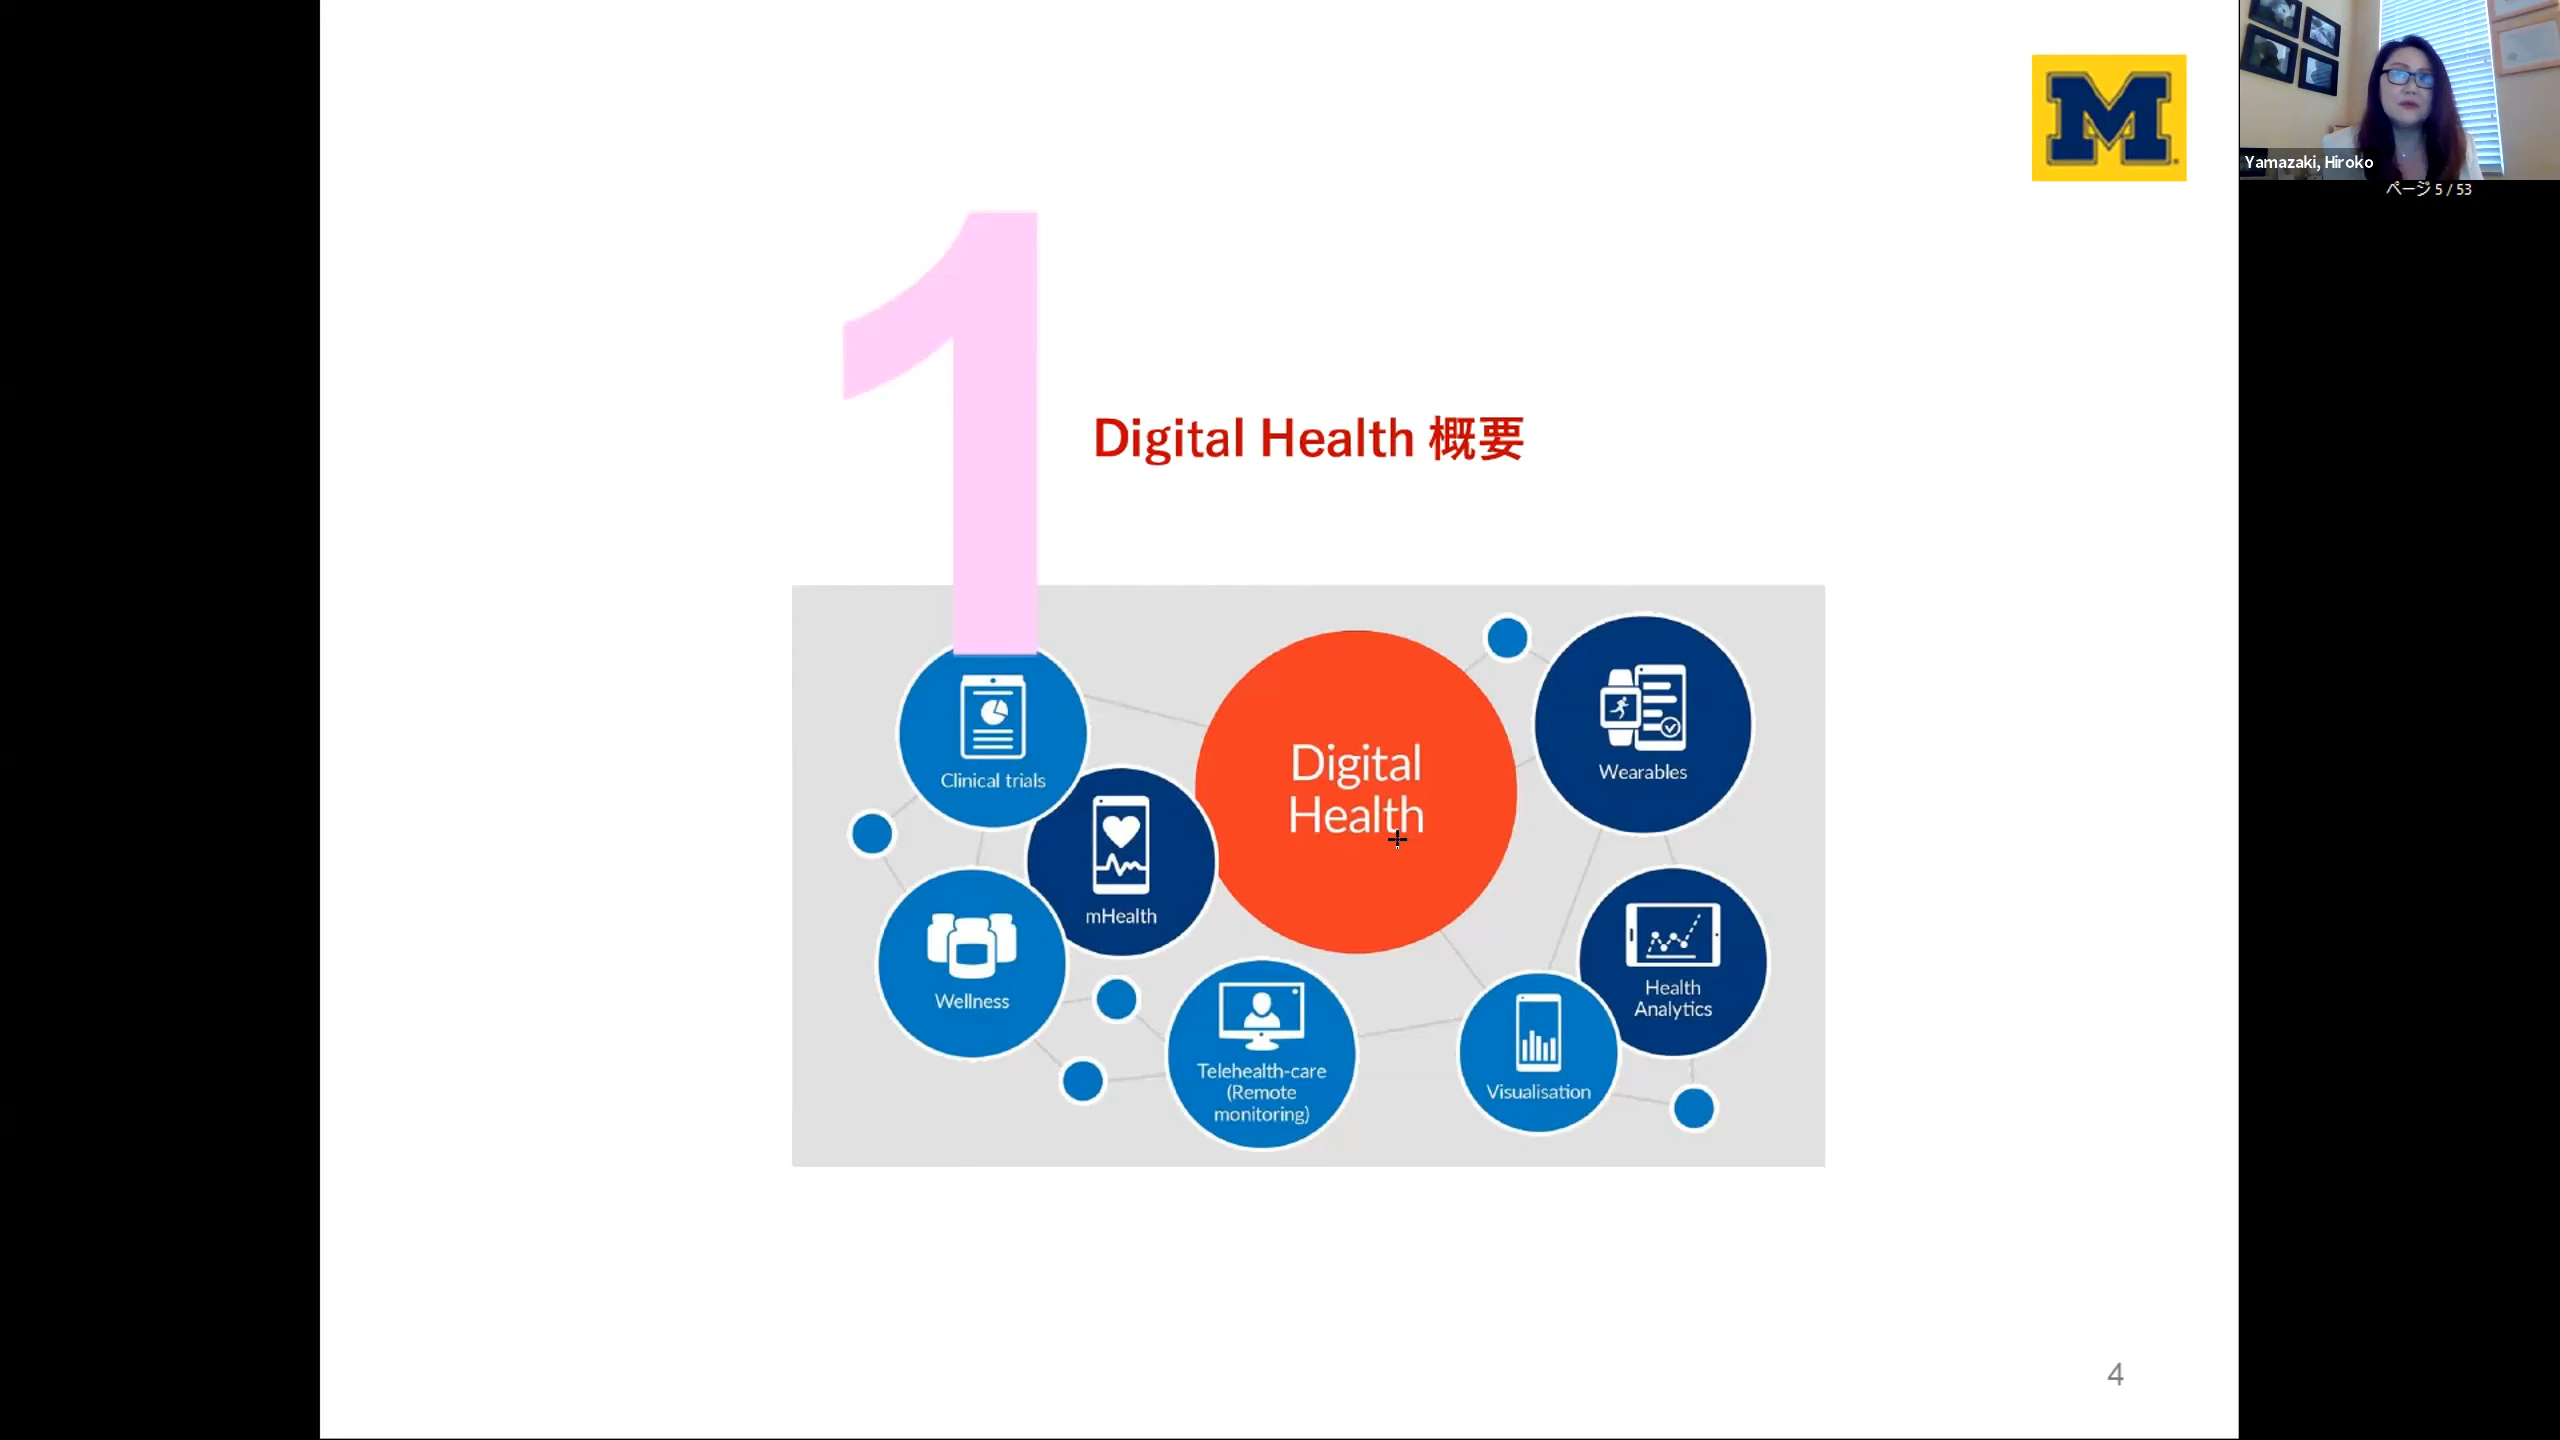 M
Yamazaki, Hiroko
ページ 5 / 53
1
Digital Health 概要
Digital
Health
Clinical trials
Wearables
mHealth
Wellness
Health
Analytics
Telehealth-care
(Remote
monitoring)
Visualisation
4